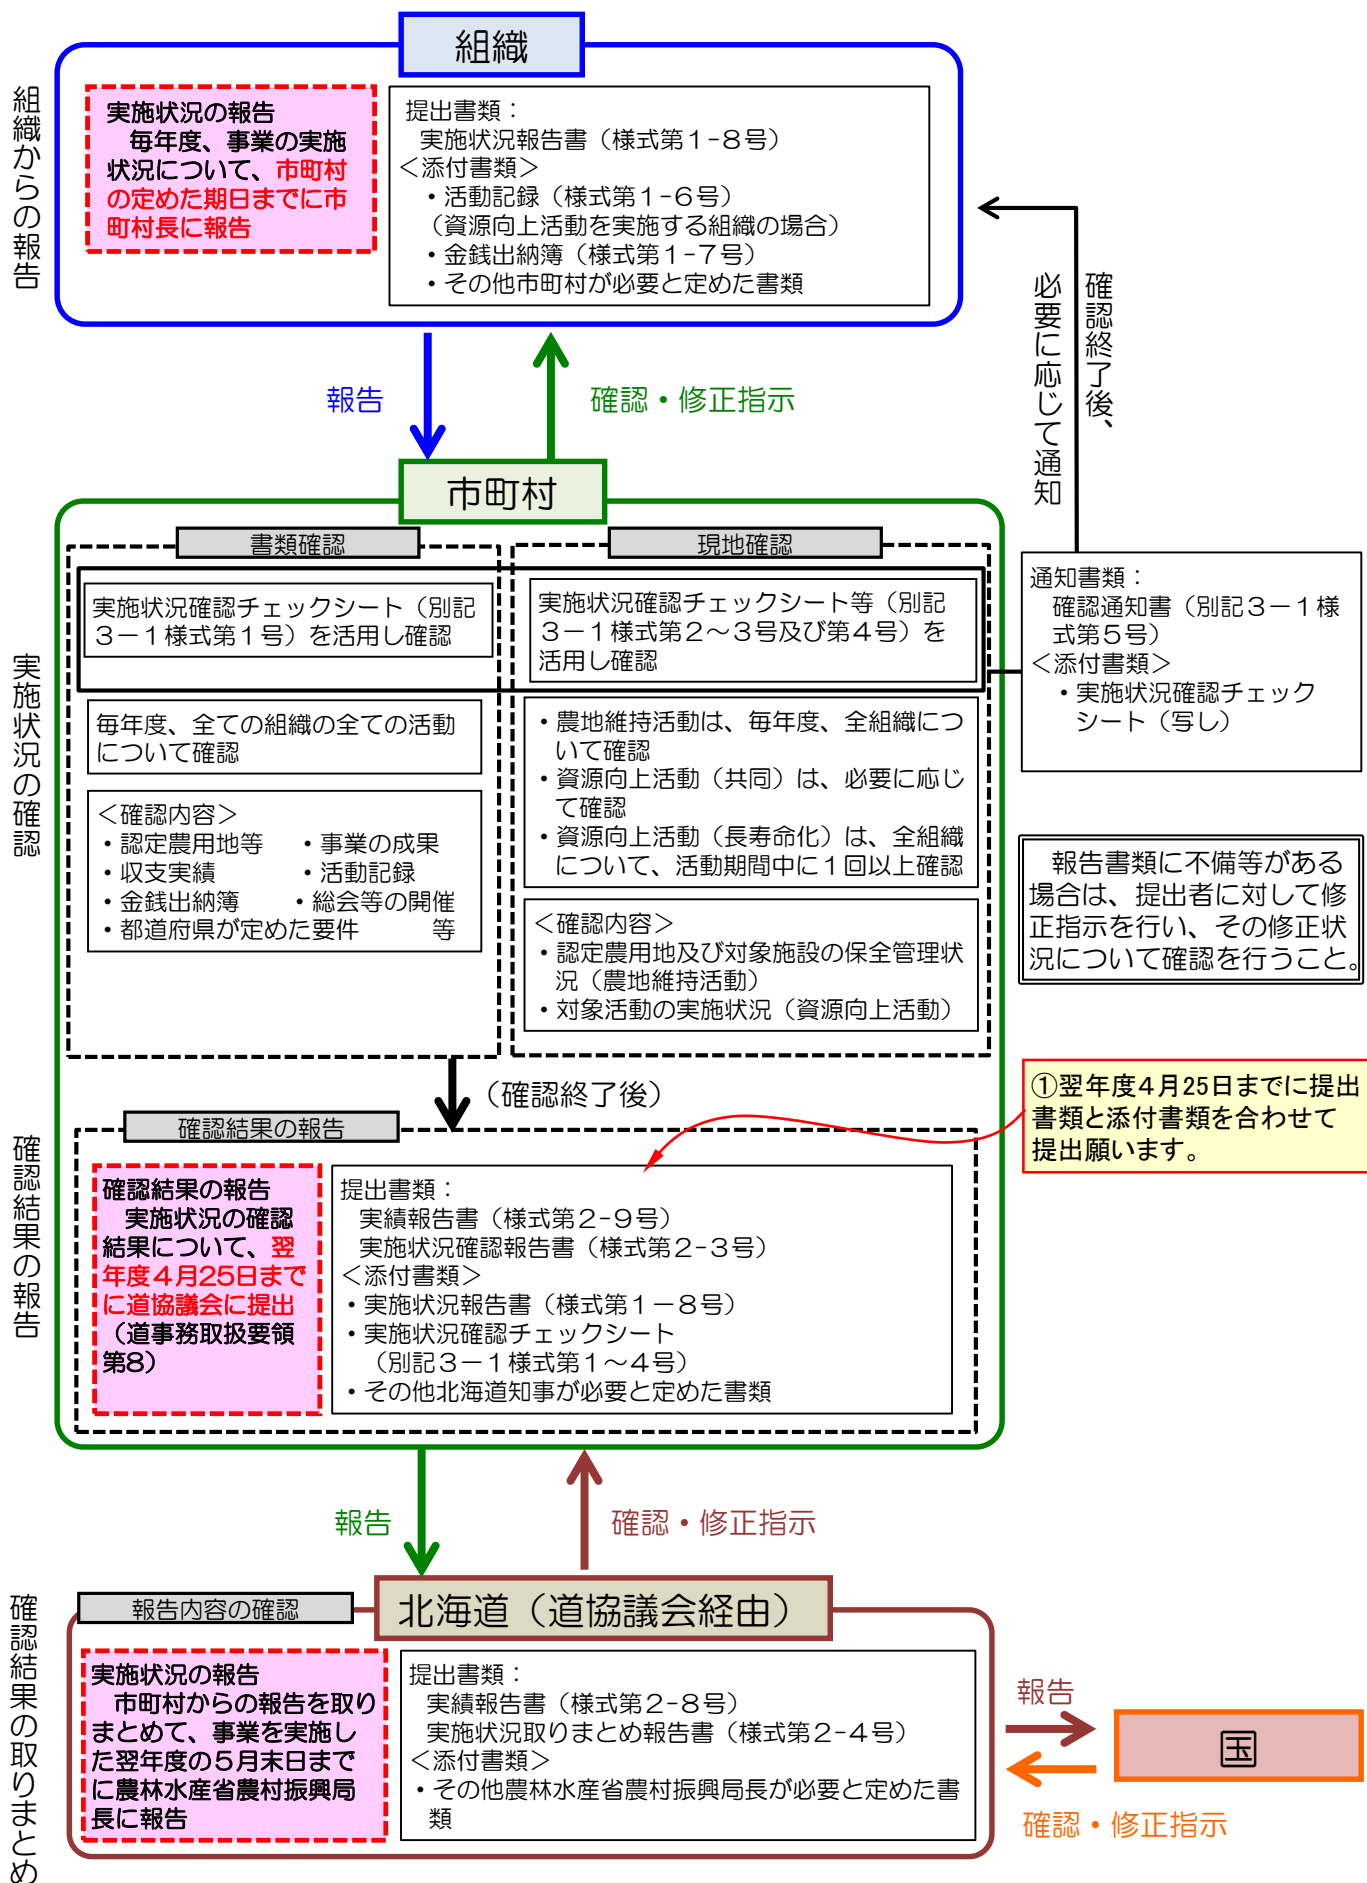 組織
組織からの報告
実施状況の報告
毎年度、事業の実施
状況について、市町村
の定めた期日までに市
町村長に報告
提出書類：
実施状況報告書（様式第1-8号）
＜添付書類＞
・活動記録（様式第1-6号）
（資源向上活動を実施する組織の場合）
・金銭出納簿（様式第1-7号）
・その他市町村が必要と定めた書類
確認終了後、
必要に応じて通知
報告
確認・修正指示
市町村
実施状況の確認
書類確認
実施状況確認チェックシート（別記
３－１様式第１号）を活用し確認
毎年度、全ての組織の全ての活動
について確認
＜確認内容＞
・認定農用地等　・事業の成果
・収支実績　・活動記録
・金銭出納簿　・総会等の開催
・都道府県が定めた要件　等
現地確認
実施状況確認チェックシート等（別記
３－１様式第２～３号及び第４号）を
活用し確認
・農地維持活動は、毎年度、全組織につ
いて確認
・資源向上活動（共同）は、必要に応じ
て確認
・資源向上活動（長寿命化）は、全組織
について、活動期間中に１回以上確認
＜確認内容＞
・認定農用地及び対象施設の保全管理状
況（農地維持活動）
・対象活動の実施状況（資源向上活動）
通知書類：
確認通知書（別記３－１様
式第５号）
＜添付書類＞
・実施状況確認チェック
シート（写し）
報告書類に不備等がある
場合は、提出者に対して修
正指示を行い、その修正状
況について確認を行うこと。
（確認終了後）
①翌年度４月25日までに提出
書類と添付書類を合わせて
提出願います。
確認結果の報告
確認結果の報告
確認結果の報告
実施状況の確認
結果について、翌
年度４月25日まで
に道協議会に提出
（道事務取扱要領
第8）
提出書類：
実績報告書（様式第2-9号）
実施状況確認報告書（様式第2-3号）
＜添付書類＞
・実施状況報告書（様式第１－８号）
・実施状況確認チェックシート
（別記３－１様式第１～４号）
・その他北海道知事が必要と定めた書類
報告
確認・修正指示
北海道（道協議会経由）
確認結果の取りまとめ
報告内容の確認
実施状況の報告
市町村からの報告を取り
まとめて、事業を実施し
た翌年度の５月末日まで
に農林水産省農村振興局
長に報告
提出書類：
実績報告書（様式第2-8号）
実施状況取りまとめ報告書（様式第2-4号）
＜添付書類＞
・その他農林水産省農村振興局長が必要と定めた書
類
報告
国
確認・修正指示